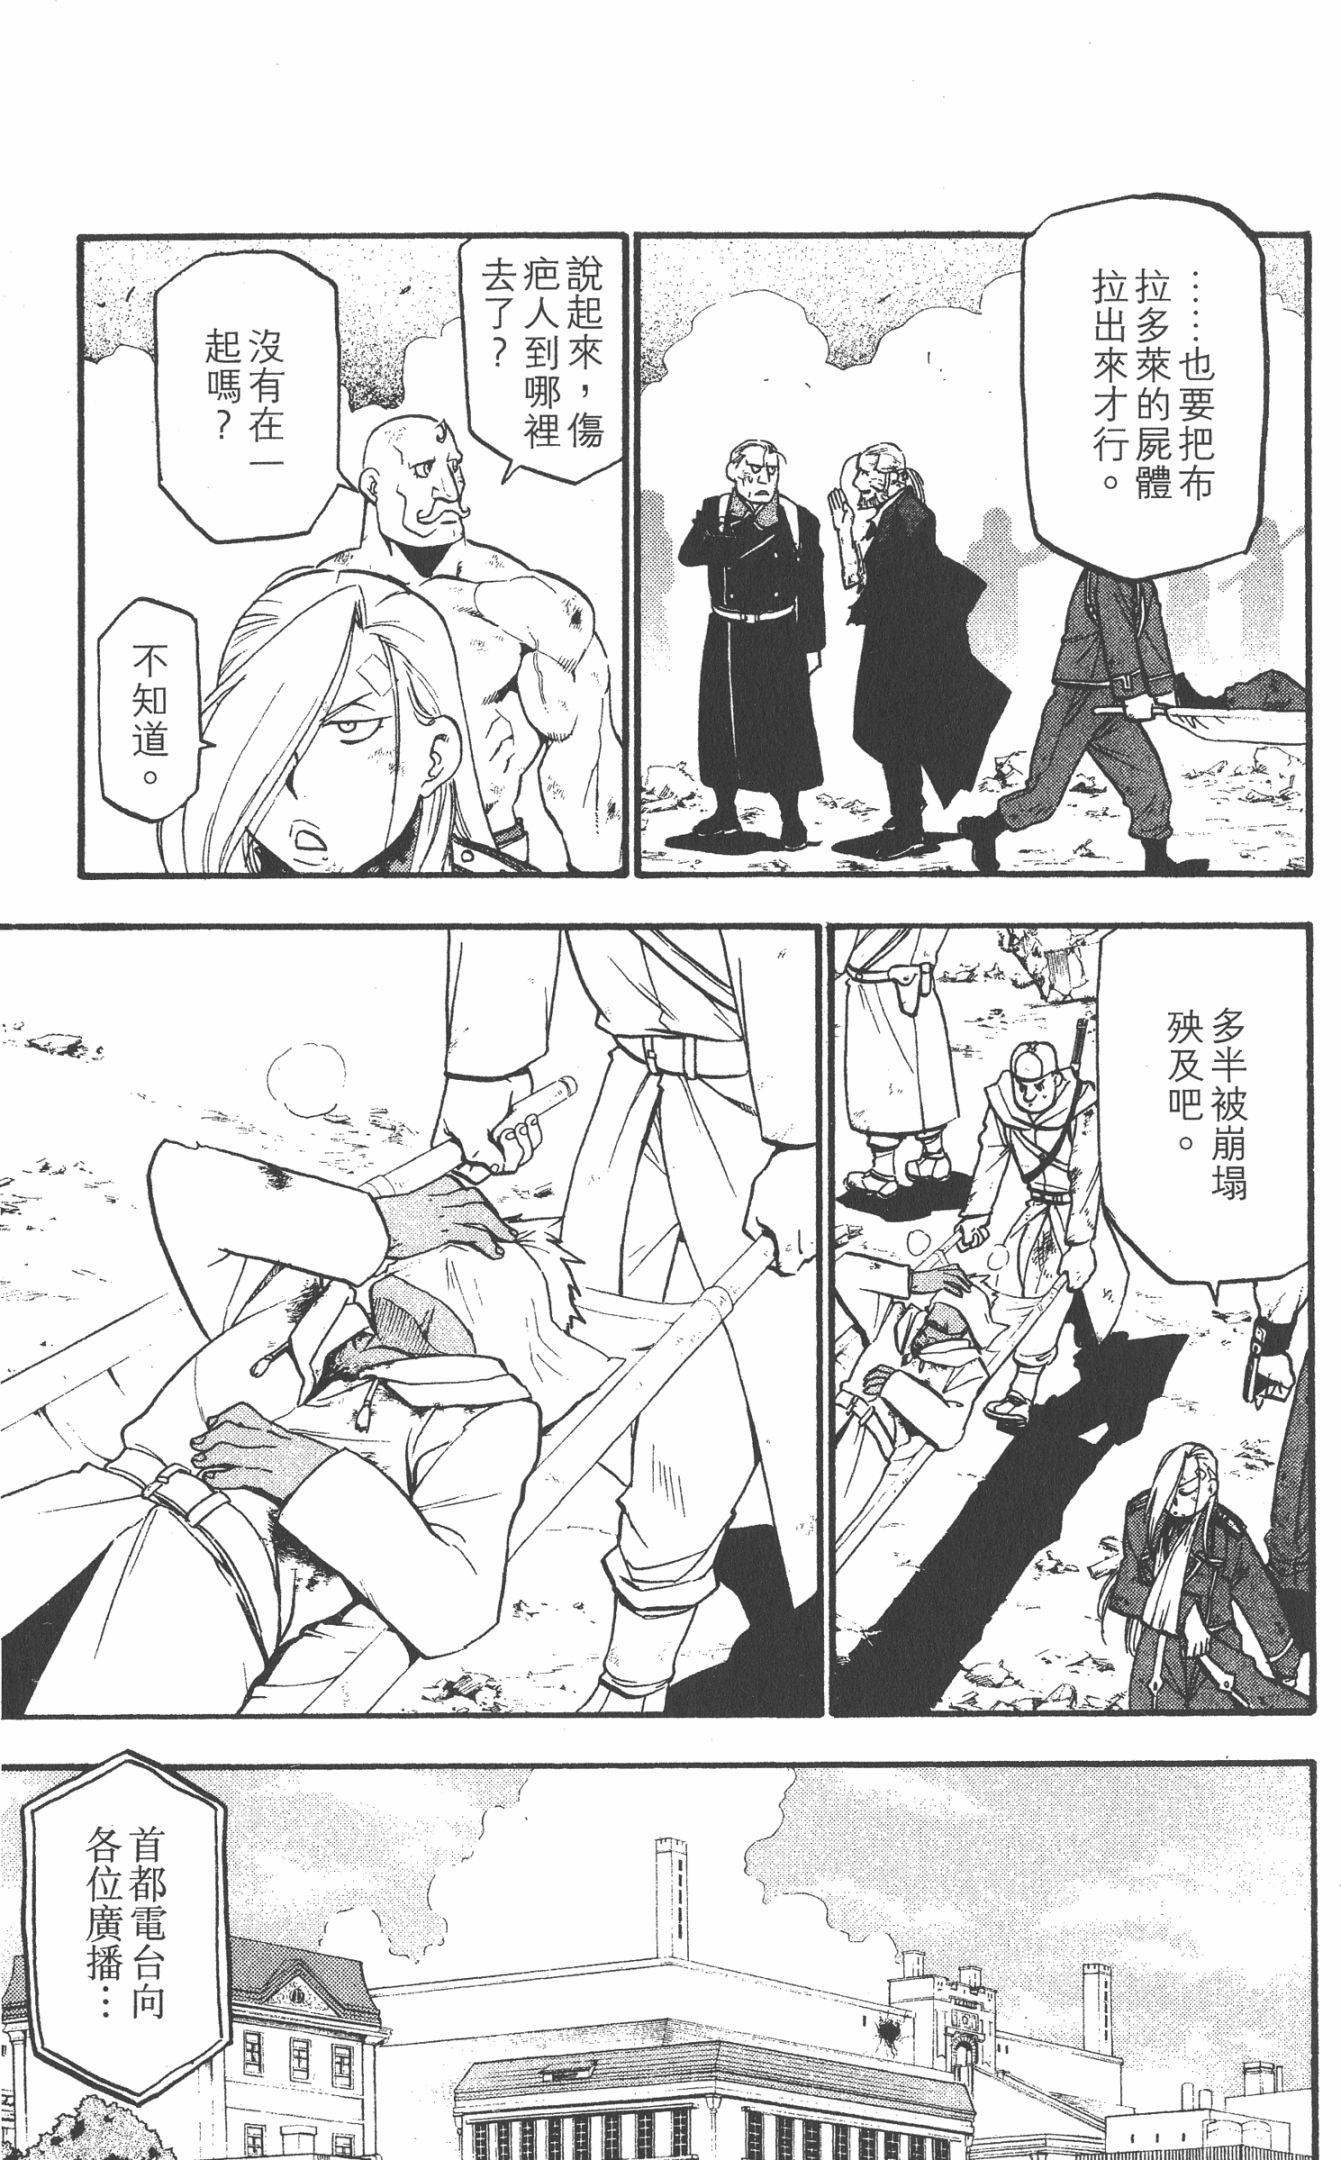 ……也要把布
拉多萊的屍體
拉出來才行。
說起來，傷
疤人到哪裡
去了？
沒有在一
起嗎？
不知道。
多半被崩塌
殃及吧。
首都電台向
各位廣播…